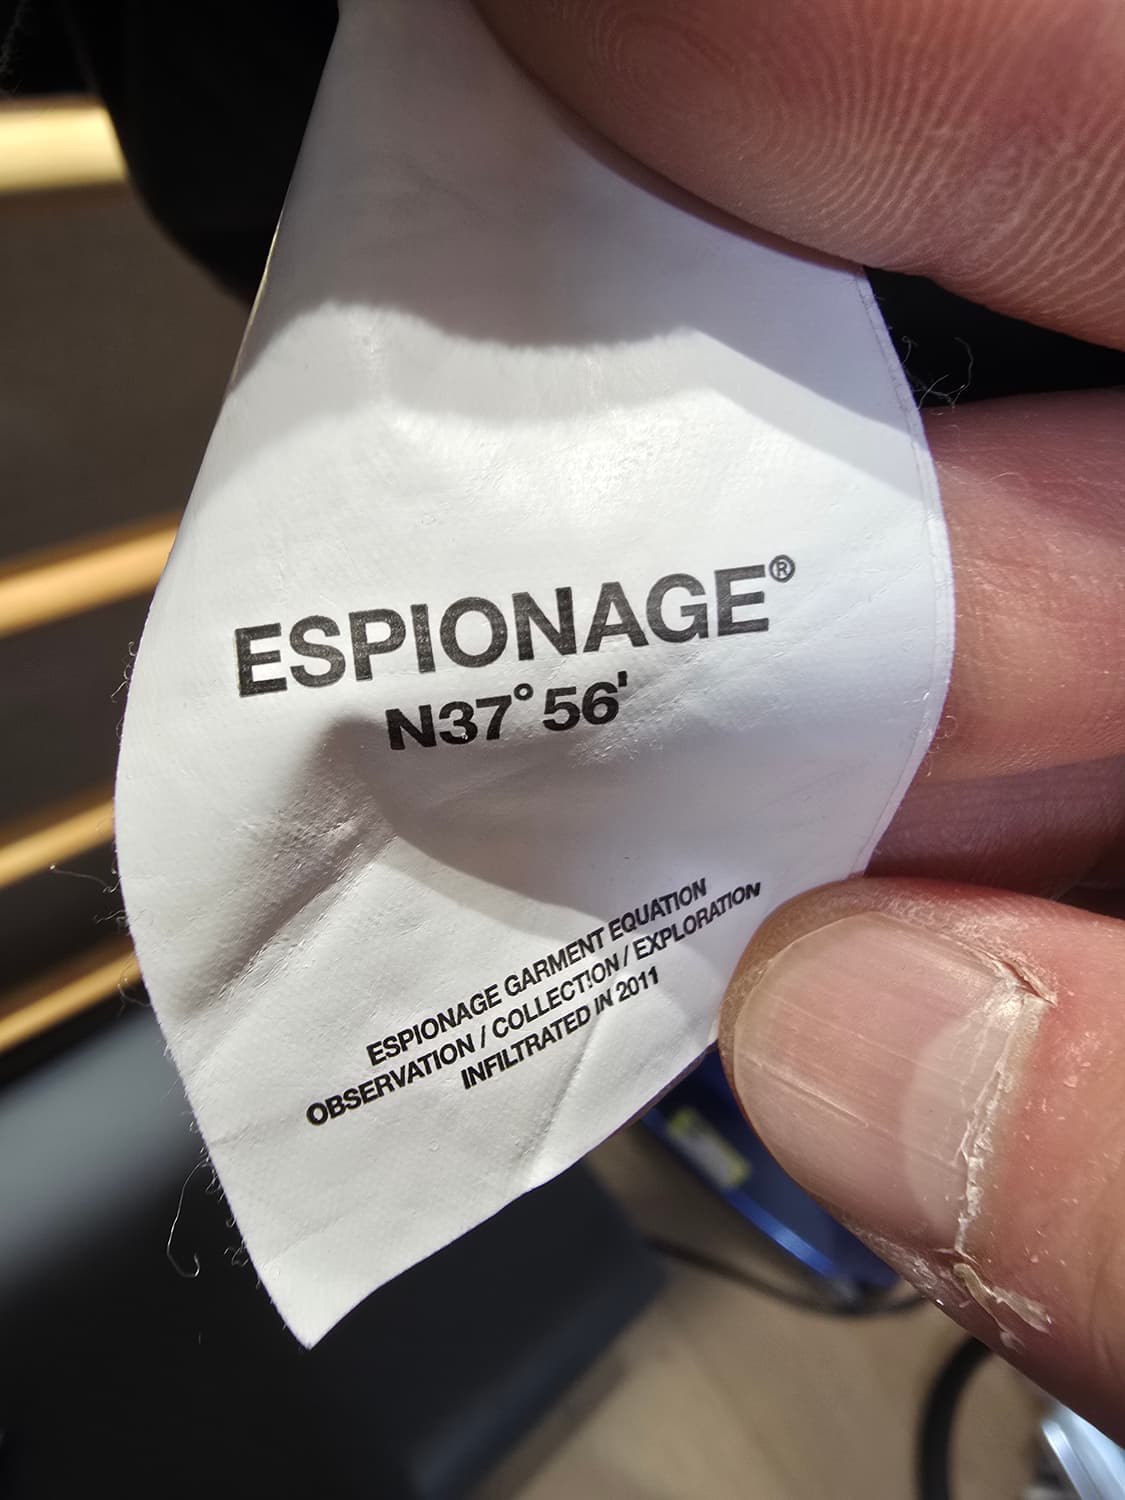 ESPIONAGE®
N37° 56'
ESPIONAGE GARMENT EQUATION
OBSERVATION / COLLECTION / EXPLORATION
INFILTRATED IN 2011